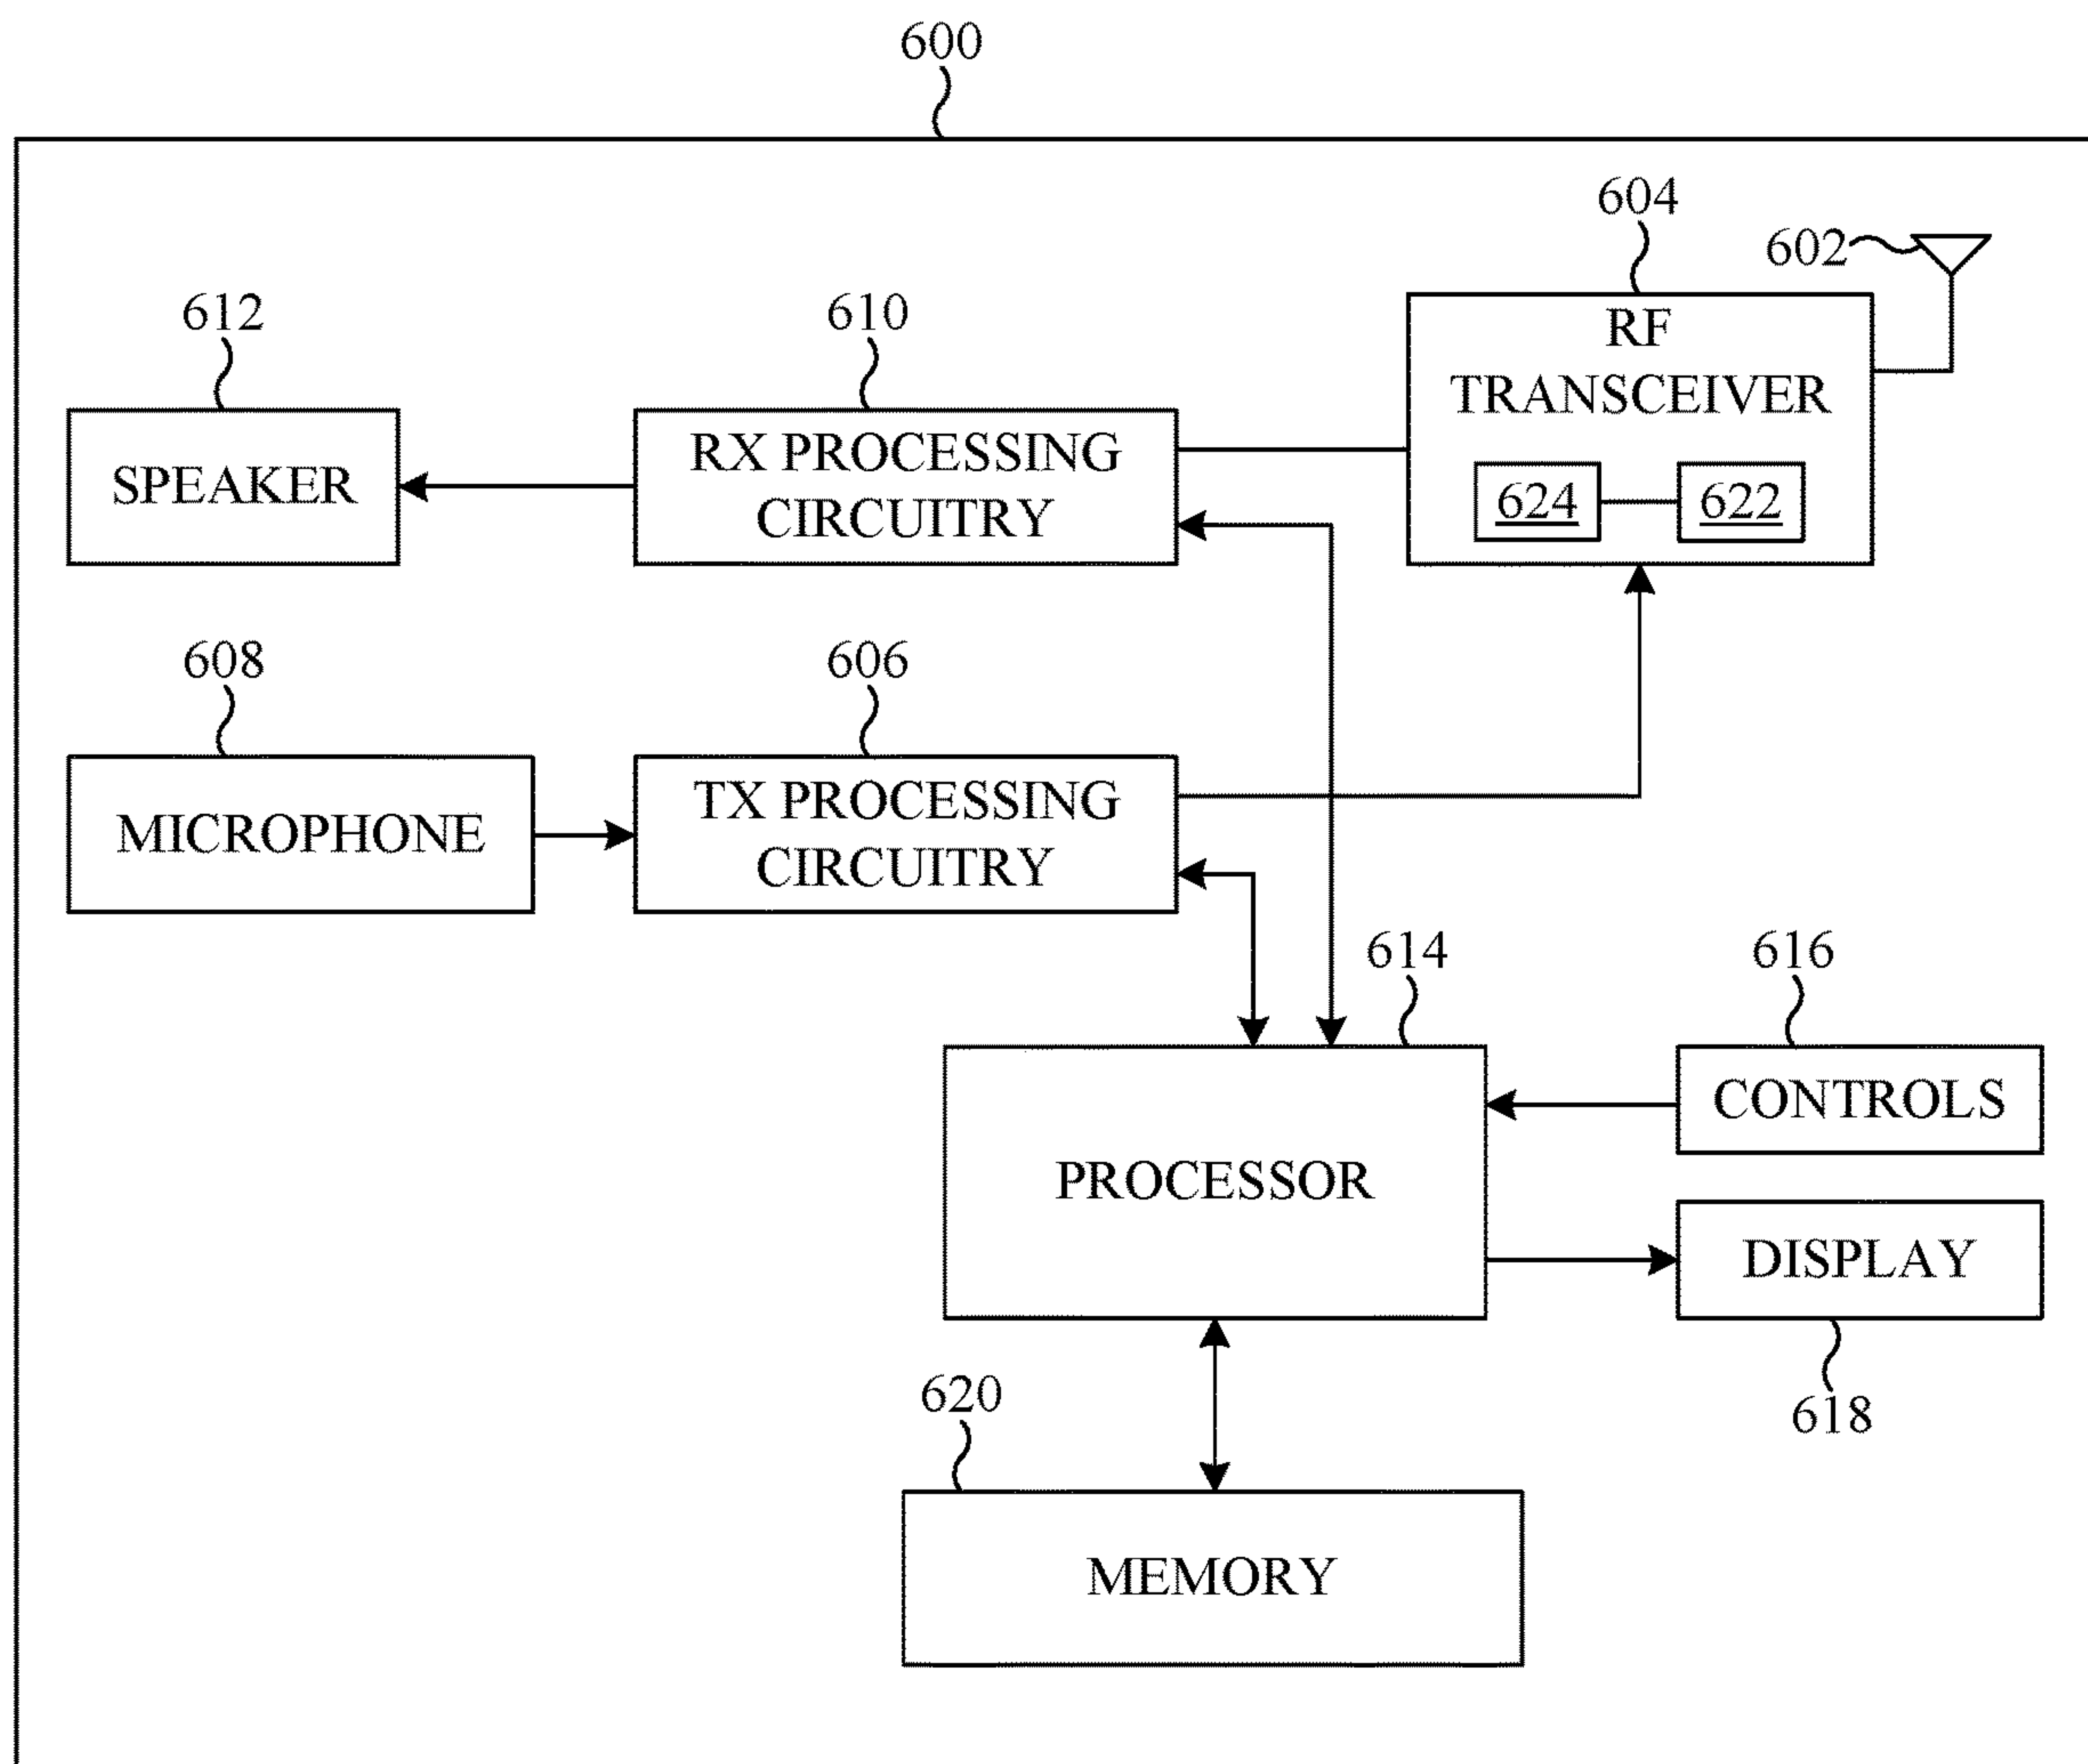 600
604
602
612
610
RF
TRANSCEIVER
SPEAKER
RX PROCESSING
CIRCUITRY
624
622
608
606
MICROPHONE
TX PROCESSING
CIRCUITRY
614
616
CONTROLS
PROCESSOR
DISPLAY
620
618
MEMORY